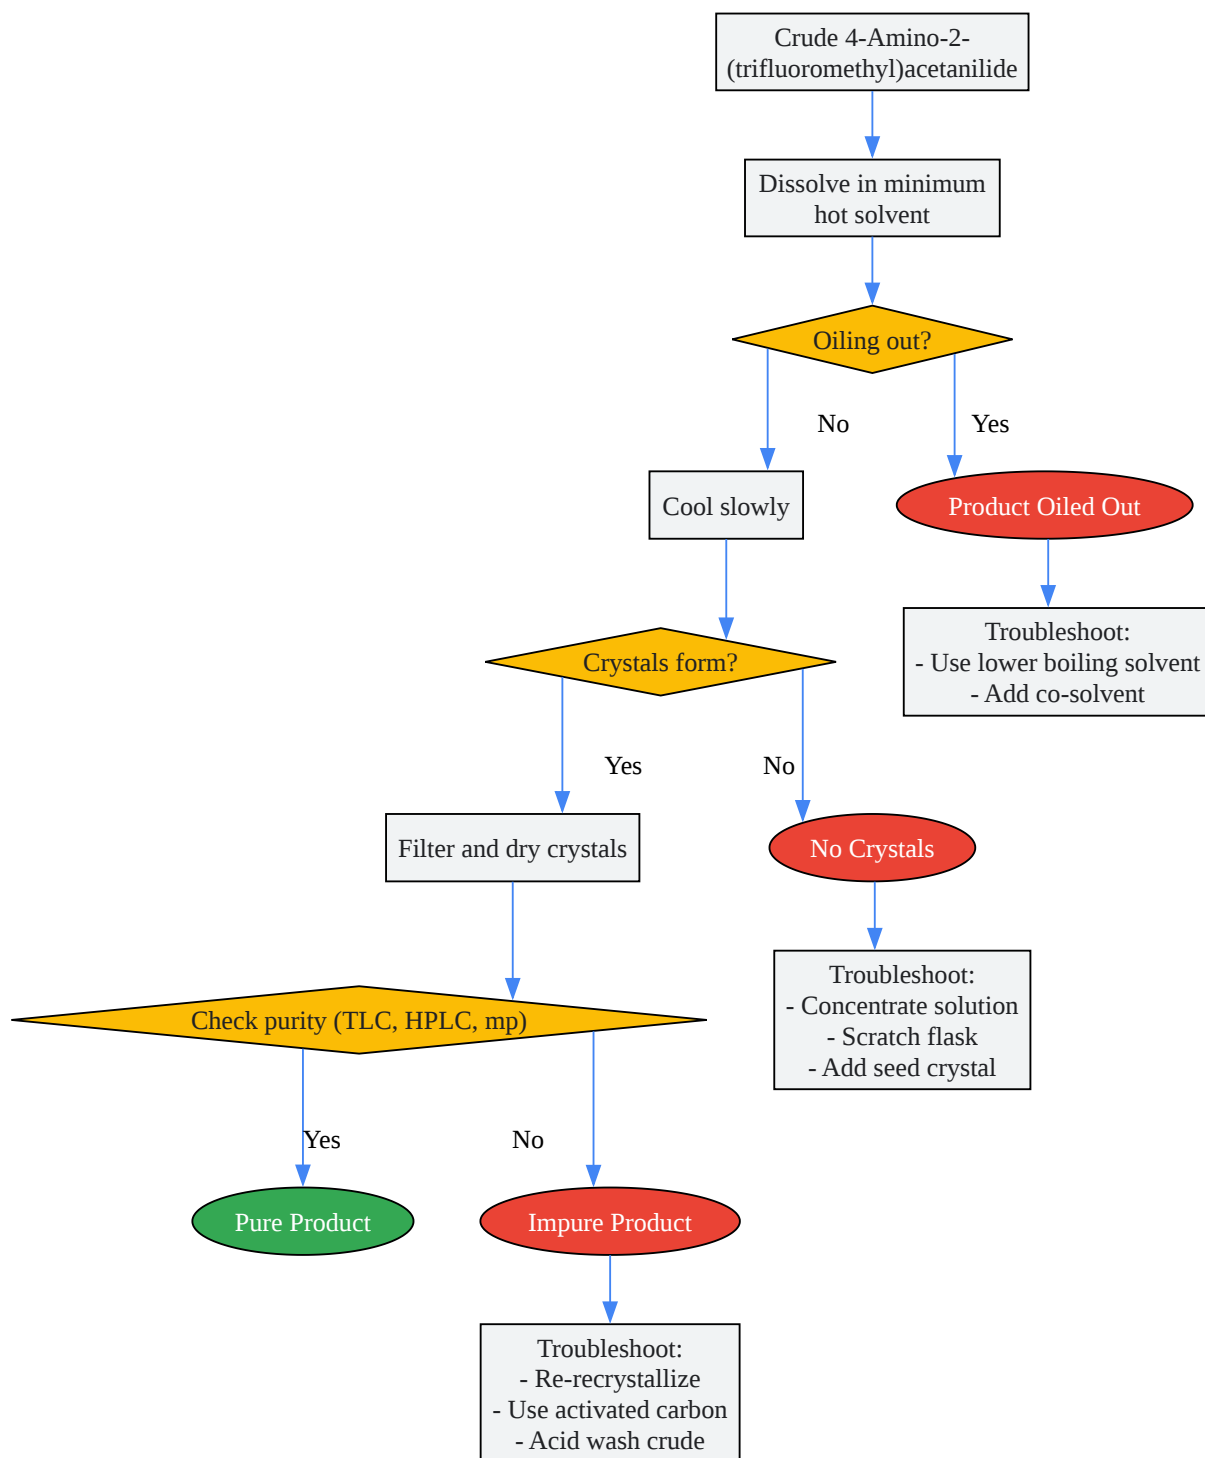 Crude 4-Amino-2-
(trifluoromethyl)acetanilide
Dissolve in minimum
hot solvent
Oiling out?
No
Yes
Cool slowly
Product Oiled Out
Troubleshoot:
- Use lower boiling solvent
- Add co-solvent
Crystals form?
Yes
No
Filter and dry crystals
No Crystals
Troubleshoot:
- Concentrate solution
- Scratch flask
- Add seed crystal
Check purity (TLC, HPLC, mp)
Yes
No
Pure Product
Impure Product
Troubleshoot:
- Re-recrystallize
- Use activated carbon
- Acid wash crude